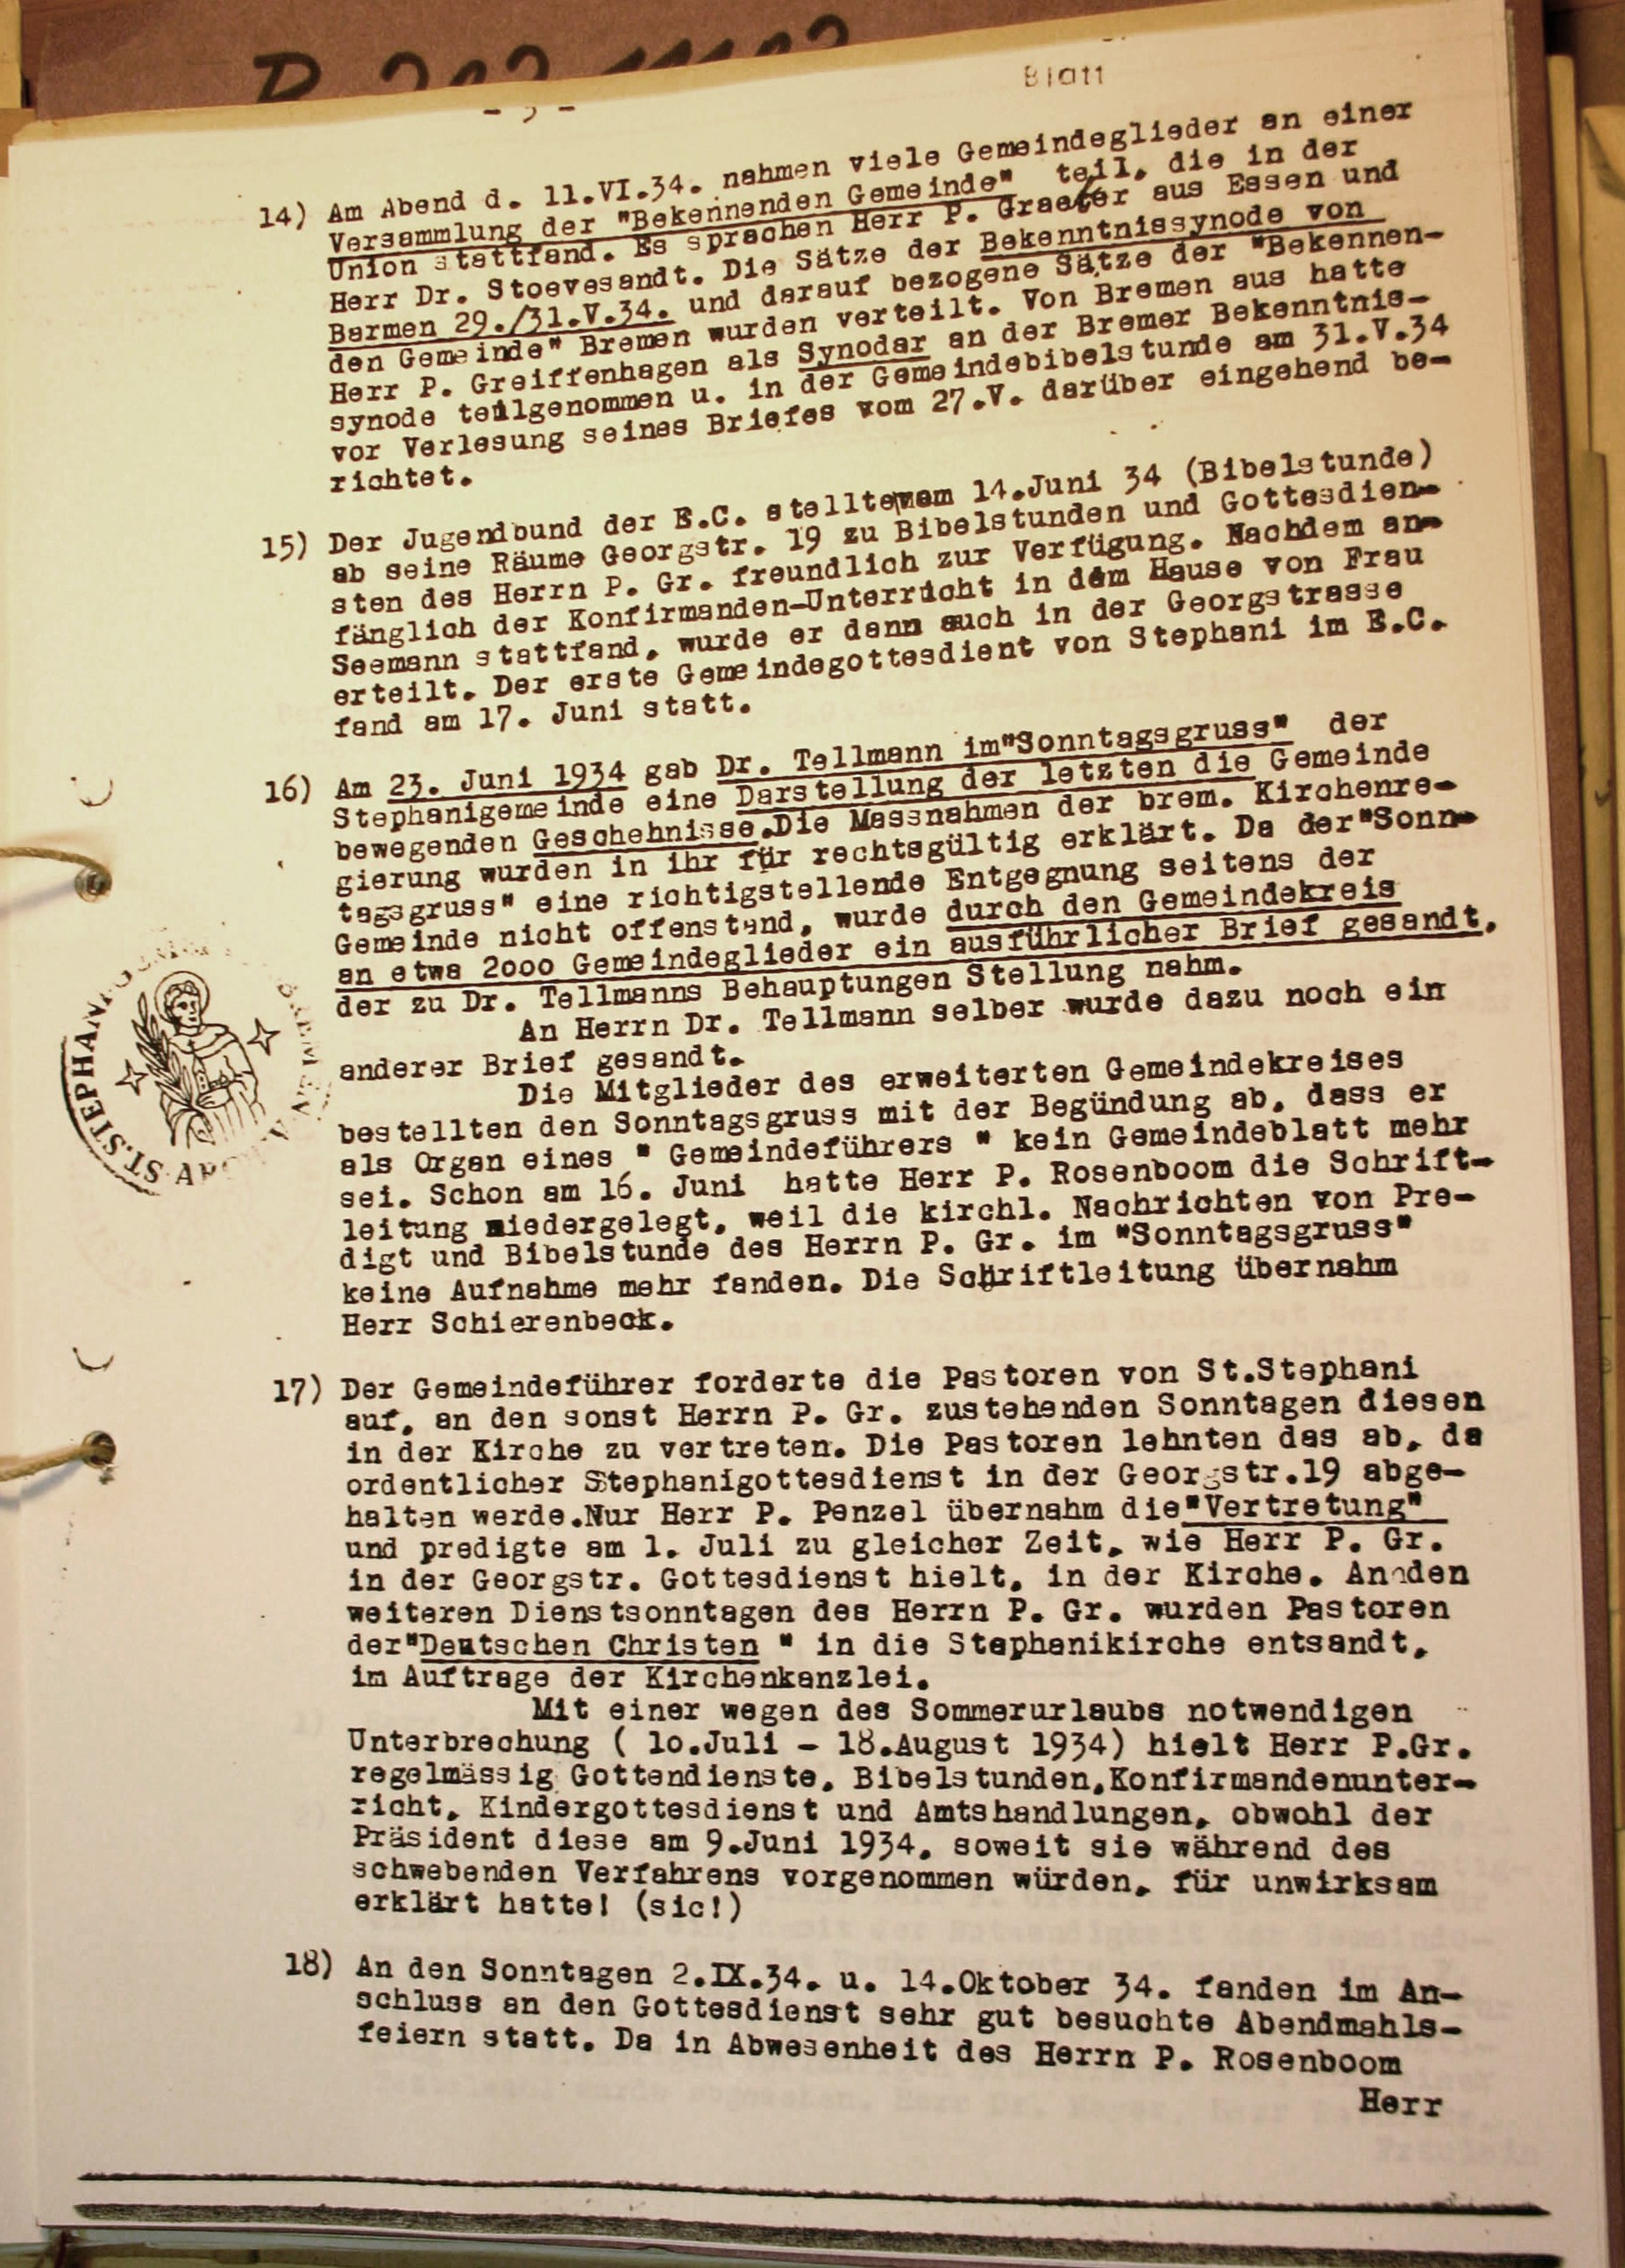 Blatt
14) Am Abend d. 11.VI.34. nahmen viele Gemeindeglieder an einer
Versammlung der "Bekennenden Gemeinde" teil, die in der
Union stattfand. Es sprachen Herr P. Graeber aus Essen und
Herr Dr. Stoevesandt. Die Sätze der Bekenntnissynode von
Barmen 29./31.V.34. und darauf bezogene Sätze der "Bekennen-
den Gemeinde" Bremen wurden verteilt. Von Bremen aus hatte
Herr P. Greiffenhagen als Synodar an der Bremer Bekenntnis-
synode teilgenommen u. in der Gemeindebibelstunde am 31.V.34
vor Verlesung seines Briefes vom 27.V. darüber eingehend be-
richtet.
15) Der Jugendbund der E.C. stellte vom 14.Juni 34 (Bibelstunde)
ab seine Räume Georgstr. 19 zu Bibelstunden und Gottesdien-
sten des Herrn P. Gr. freundlich zur Verfügung. Nachdem an-
fänglich der Konfirmanden-Unterricht in dem Hause von Frau
Seemann stattfand, wurde er dann auch in der Georgstrasse
erteilt. Der erste Gemeindegottesdient von Stephani im E.C.
fand am 17. Juni statt.
16) Am 23. Juni 1934 gab Dr. Tellmann im"Sonntagsgruss" der
Stephanigemeinde eine Darstellung der letzten die Gemeinde
bewegenden Geschehnisse.Die Massnahmen der brem. Kirchenre-
gierung wurden in ihr für rechtsgültig erklärt. Da der"Sonn-
tagsgruss" eine richtigstellende Entgegnung seitens der
Gemeinde nicht offenstand, wurde durch den Gemeindekreis
an etwa 2000 Gemeindeglieder ein ausführlicher Brief gesandt,
der zu Dr. Tellmanns Behauptungen Stellung nahm.
An Herrn Dr. Tellmann selber wurde dazu noch ein
anderer Brief gesandt.
Die Mitglieder des erweiterten Gemeindekreises
bestellten den Sonntagsgruss mit der Begündung ab, dass er
als Organ eines " Gemeindeführers " kein Gemeindeblatt mehr
sei. Schon am 16. Juni hatte Herr P. Rosenboom die Schrift-
leitung niedergelegt, weil die kirchl. Nachrichten von Pre-
digt und Bibelstunde des Herrn P. Gr. im "Sonntagsgruss"
keine Aufnahme mehr fanden. Die Schriftleitung übernahm
Herr Schierenbeck.
ST.STEPHANI
17) Der Gemeindeführer forderte die Pastoren von St.Stephani
auf, an den sonst Herrn P. Gr. zustehenden Sonntagen diesen
in der Kirche zu vertreten. Die Pastoren lehnten das ab, da
ordentlicher Stephanigottesdienst in der Georgstr.19 abge-
halten werde.Nur Herr P. Penzel übernahm die"Vertretung"
und predigte am 1. Juli zu gleicher Zeit, wie Herr P. Gr.
in der Georgstr. Gottesdienst hielt, in der Kirche. An den
weiteren Dienstsonntagen des Herrn P. Gr. wurden Pastoren
der"Deutschen Christen " in die Stephanikirche entsandt,
im Auftrage der Kirchenkanzlei.
Mit einer wegen des Sommerurlaubs notwendigen
Unterbrechung ( 10.Juli - 18.August 1934) hielt Herr P.Gr.
regelmässig Gottendienste, Bibelstunden,Konfirmandenunter-
richt, Kindergottesdienst und Amtshandlungen, obwohl der
Präsident diese am 9.Juni 1934, soweit sie während des
schwebenden Verfahrens vorgenommen würden, für unwirksam
erklärt hatte! (sic!)
18) An den Sonntagen 2.IX.34. u. 14.Oktober 34. fanden im An-
schluss an den Gottesdienst sehr gut besuchte Abendmahls-
feiern statt. Da in Abwesenheit des Herrn P. Rosenboom
Herr